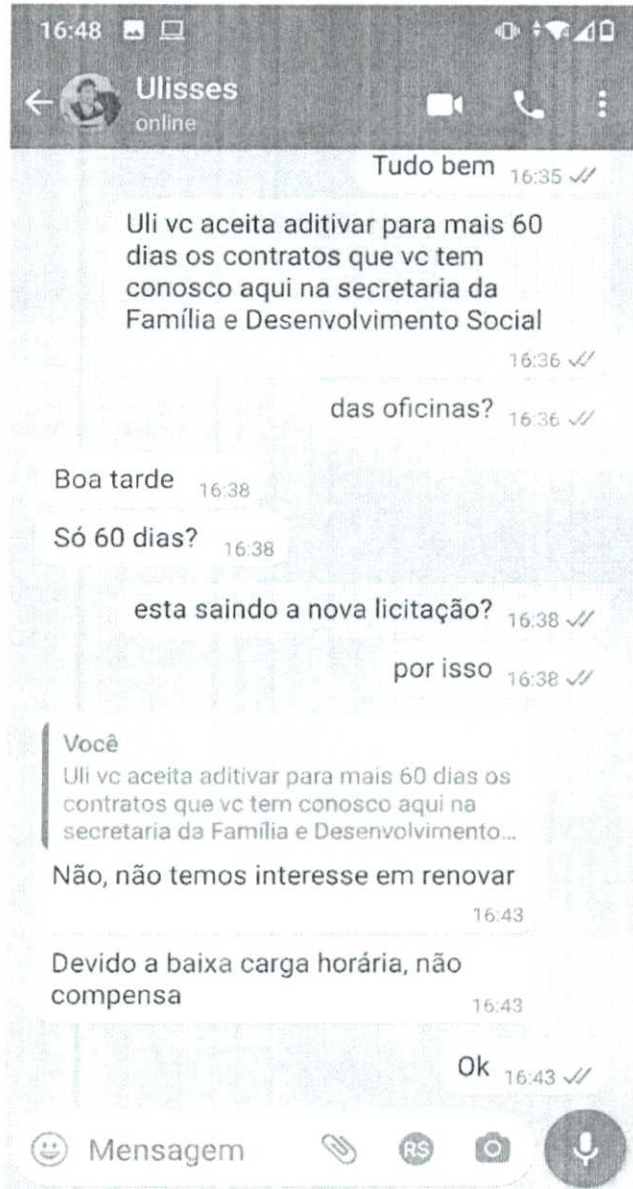 16:48
Ulisses
online
Tudo bem 16:35
Uli vc aceita aditivar para mais 60
dias os contratos que vc tem
conosco aqui na secretaria da
Família e Desenvolvimento Social
16:36
das oficinas? 16:36
Boa tarde 16:38
Só 60 dias? 16:38
esta saindo a nova licitação? 16:38
por isso 16:38
Você
Uli vc aceita aditivar para mais 60 dias os
contratos que vc tem conosco aqui na
secretaria da Família e Desenvolvimento...
Não, não temos interesse em renovar
16:43
Devido a baixa carga horária, não
compensa 16:43
Ok 16:43
Mensagem R$